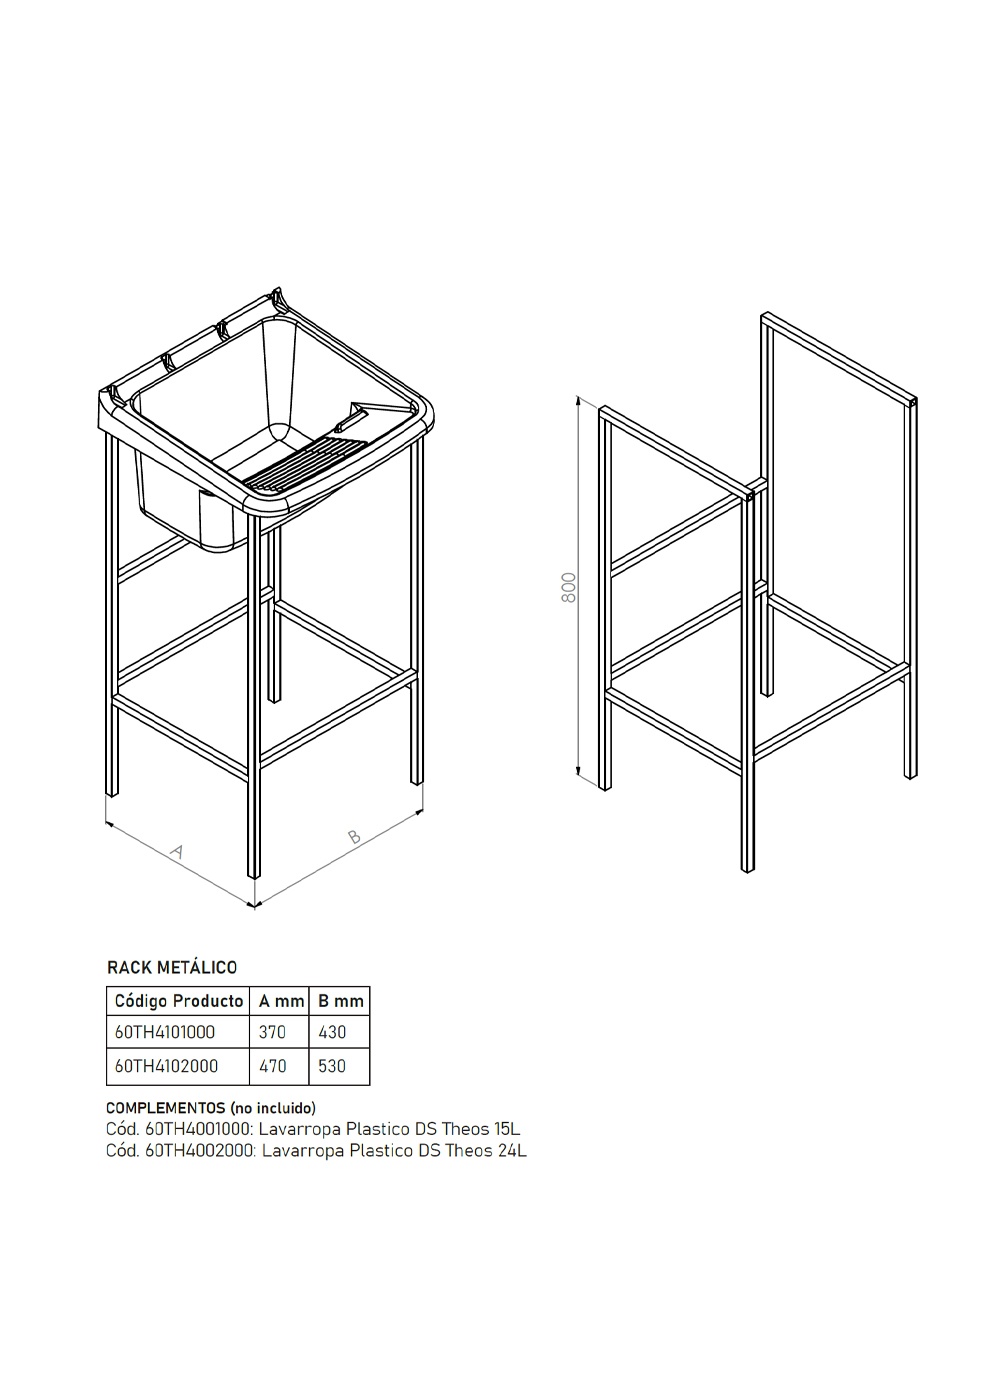 800
A
B
RACK METÁLICO
Código Producto A mm B mm
60TH4101000 370 430
60TH4102000 470 530
COMPLEMENTOS (no incluido)
Cód. 60TH4001000: Lavarropa Plastico DS Theos 15L
Cód. 60TH4002000: Lavarropa Plastico DS Theos 24L